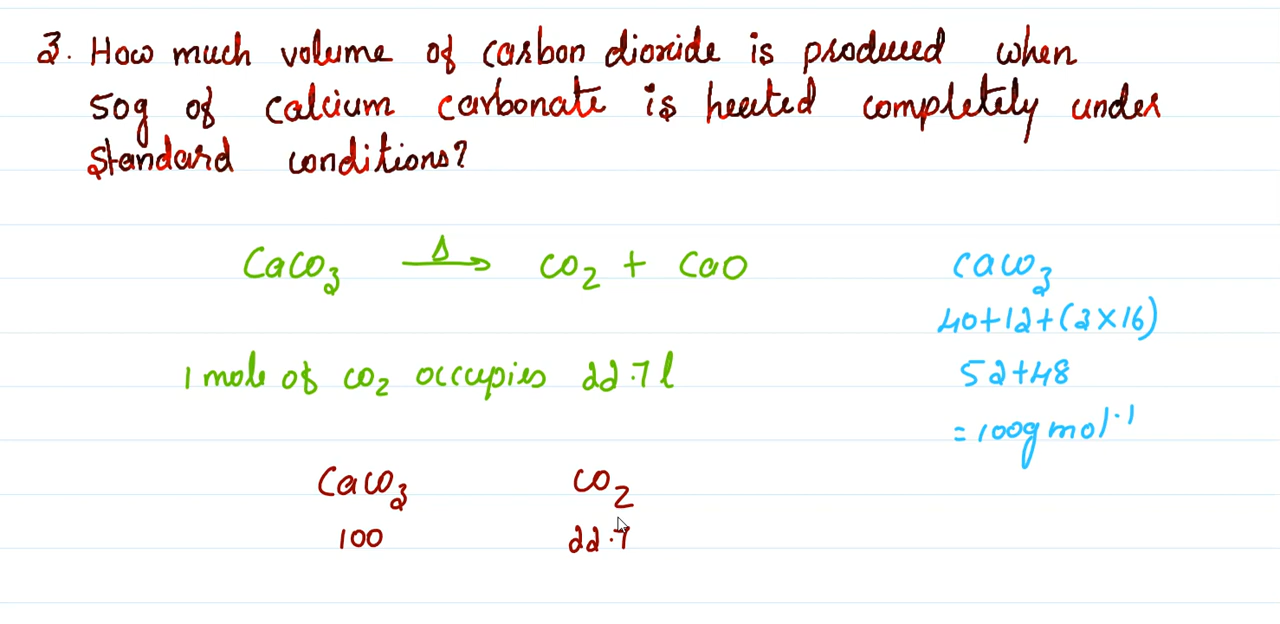 3. How much volume of carbon dioxide is produced when
50g of calcium carbonate is heated completely under
standard conditions?
CaCO3 Δ→ CO2 + CaO
CaCO3
40+12+(3×16)
1 mole of CO2 occupies 22.7 l
52+48
=100g mol-1
CaCO3 CO2
100 22.7